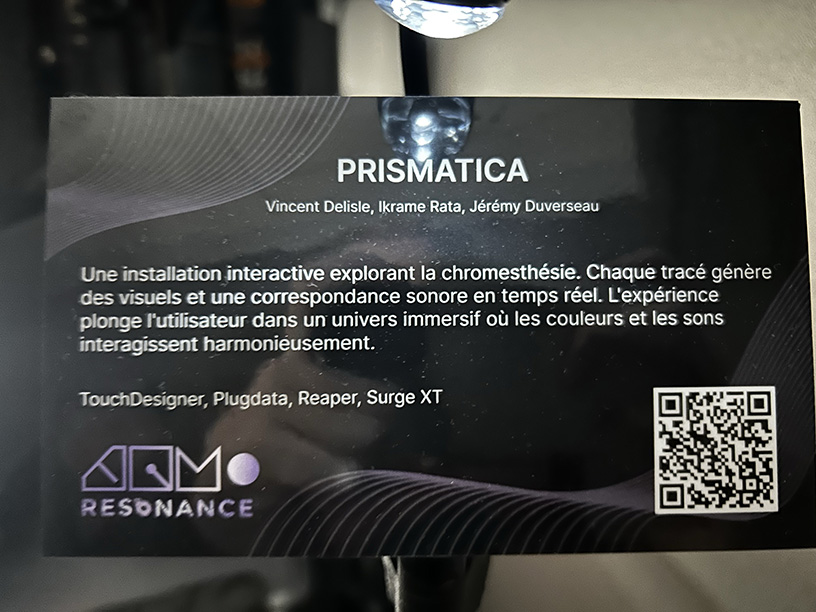 PRISMATICA
Vincent Delisle, Ikrame Rata, Jérémy Duverseau
Une installation interactive explorant la chromesthésie. Chaque tracé génère
des visuels et une correspondance sonore en temps réel. L'expérience
plonge l'utilisateur dans un univers immersif où les couleurs et les sons
interagissent harmonieusement.
TouchDesigner, Plugdata, Reaper, Surge XT
AQMO
RESONANCE